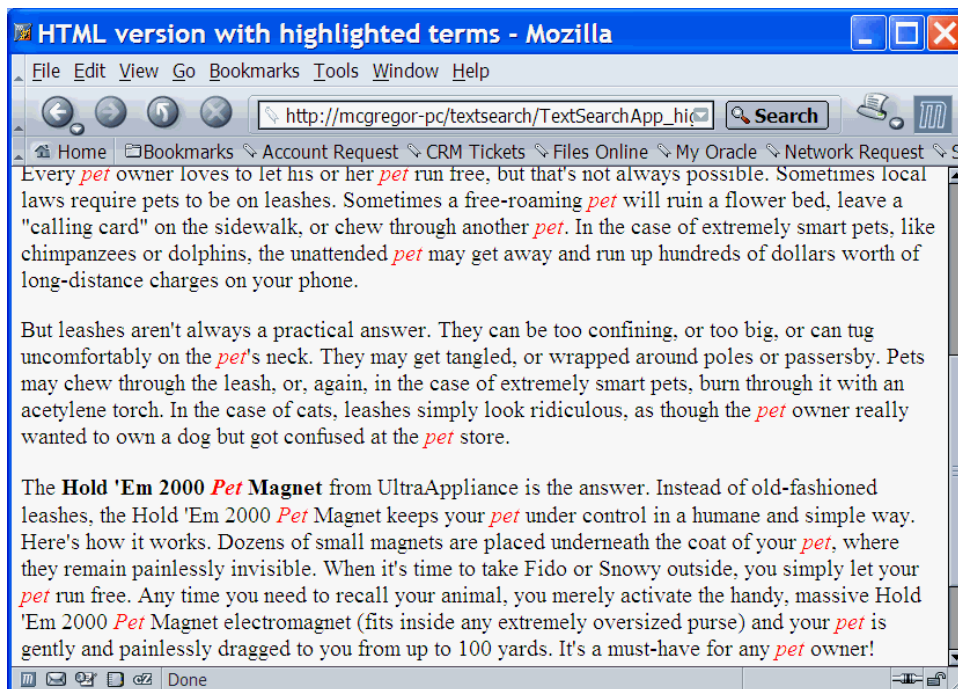 HTML version with highlighted terms - Mozilla
File Edit View Go Bookmarks Tools Window Help
http://mcgregor-pc/textsearch/TextSearchApp_hig Search
Home Bookmarks Account Request CRM Tickets Files Online My Oracle Network Request S
Every pet owner loves to let his or her pet run free, but that's not always possible. Sometimes local
laws require pets to be on leashes. Sometimes a free-roaming pet will ruin a flower bed, leave a
"calling card" on the sidewalk, or chew through another pet. In the case of extremely smart pets, like
chimpanzees or dolphins, the unattended pet may get away and run up hundreds of dollars worth of
long-distance charges on your phone.
But leashes aren't always a practical answer. They can be too confining, or too big, or can tug
uncomfortably on the pet's neck. They may get tangled, or wrapped around poles or passersby. Pets
may chew through the leash, or, again, in the case of extremely smart pets, burn through it with an
acetylene torch. In the case of cats, leashes simply look ridiculous, as though the pet owner really
wanted to own a dog but got confused at the pet store.
The Hold 'Em 2000 Pet Magnet from UltraAppliance is the answer. Instead of old-fashioned
leashes, the Hold 'Em 2000 Pet Magnet keeps your pet under control in a humane and simple way.
Here's how it works. Dozens of small magnets are placed underneath the coat of your pet, where
they remain painlessly invisible. When it's time to take Fido or Snowy outside, you simply let your
pet run free. Any time you need to recall your animal, you merely activate the handy, massive Hold
'Em 2000 Pet Magnet electromagnet (fits inside any extremely oversized purse) and your pet is
gently and painlessly dragged to you from up to 100 yards. It's a must-have for any pet owner!
Done